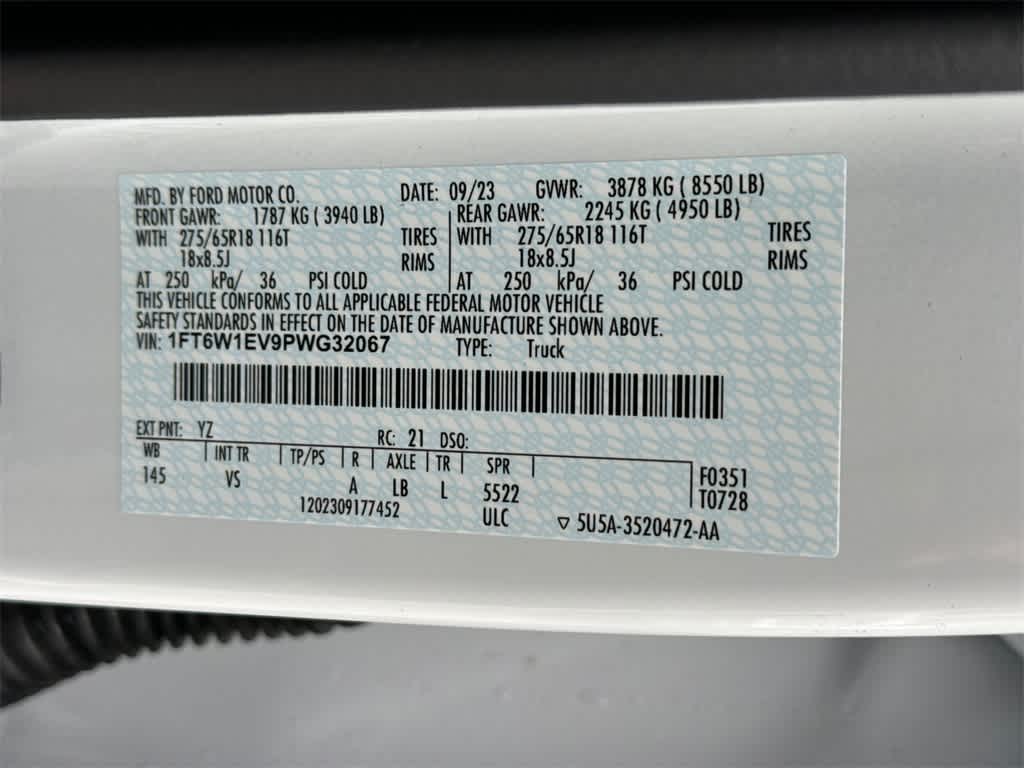 MFD. BY FORD MOTOR CO. DATE: 09/23 GVWR: 3878 KG ( 8550 LB)
FRONT GAWR: 1787 KG ( 3940 LB) REAR GAWR: 2245 KG ( 4950 LB)
WITH 275/65R18 116T TIRES WITH 275/65R18 116T TIRES
18x8.5J RIMS 18x8.5J RIMS
AT 250 kPa/ 36 PSI COLD AT 250 kPa/ 36 PSI COLD
THIS VEHICLE CONFORMS TO ALL APPLICABLE FEDERAL MOTOR VEHICLE
SAFETY STANDARDS IN EFFECT ON THE DATE OF MANUFACTURE SHOWN ABOVE.
VIN: 1FT6W1EV9PWG32067 TYPE: Truck
EXT PNT: YZ RC: 21 DSO:
WB INT TR TP/PS R AXLE TR SPR F0351
145 VS A LB L 5522 T0728
1202309177452 ULC ▽ 5U5A-3520472-AA